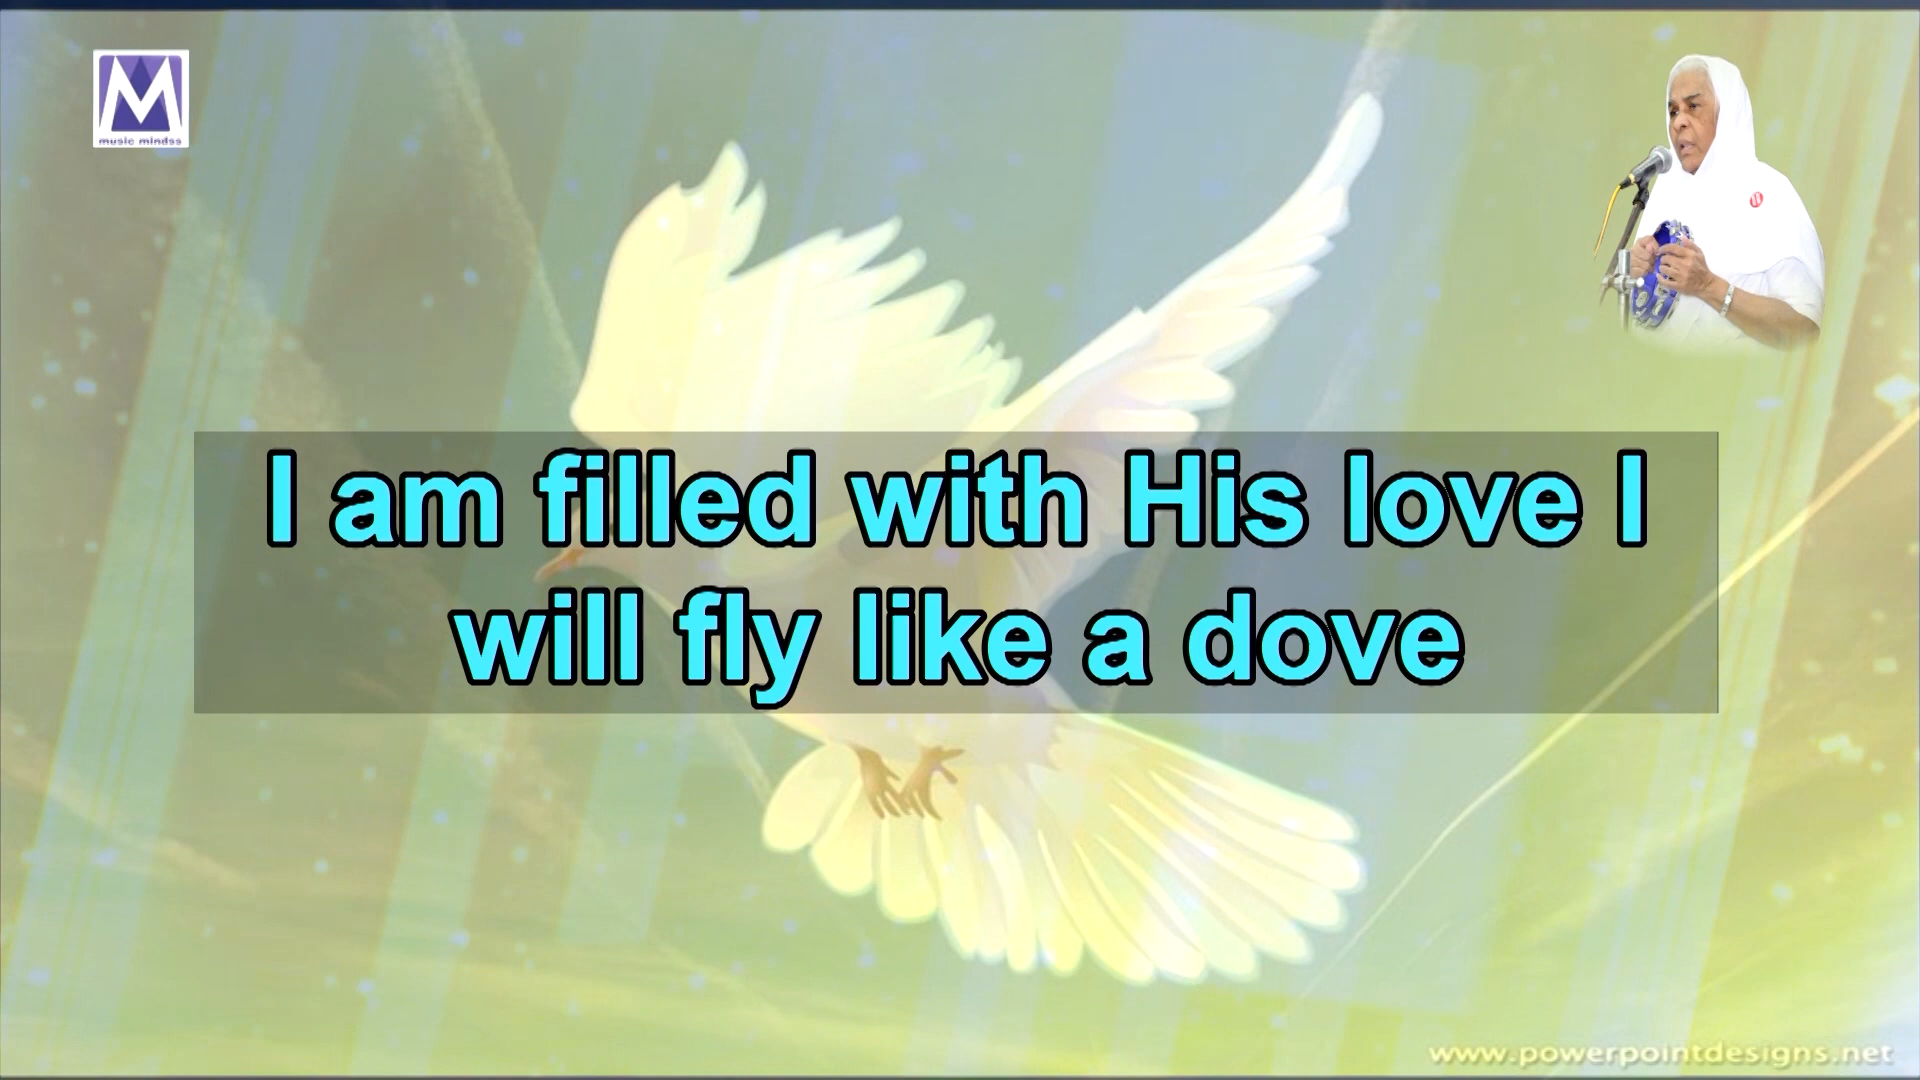 M
music mindss
I am filled with His love I
will fly like a dove
www.powerpointdesigns.net